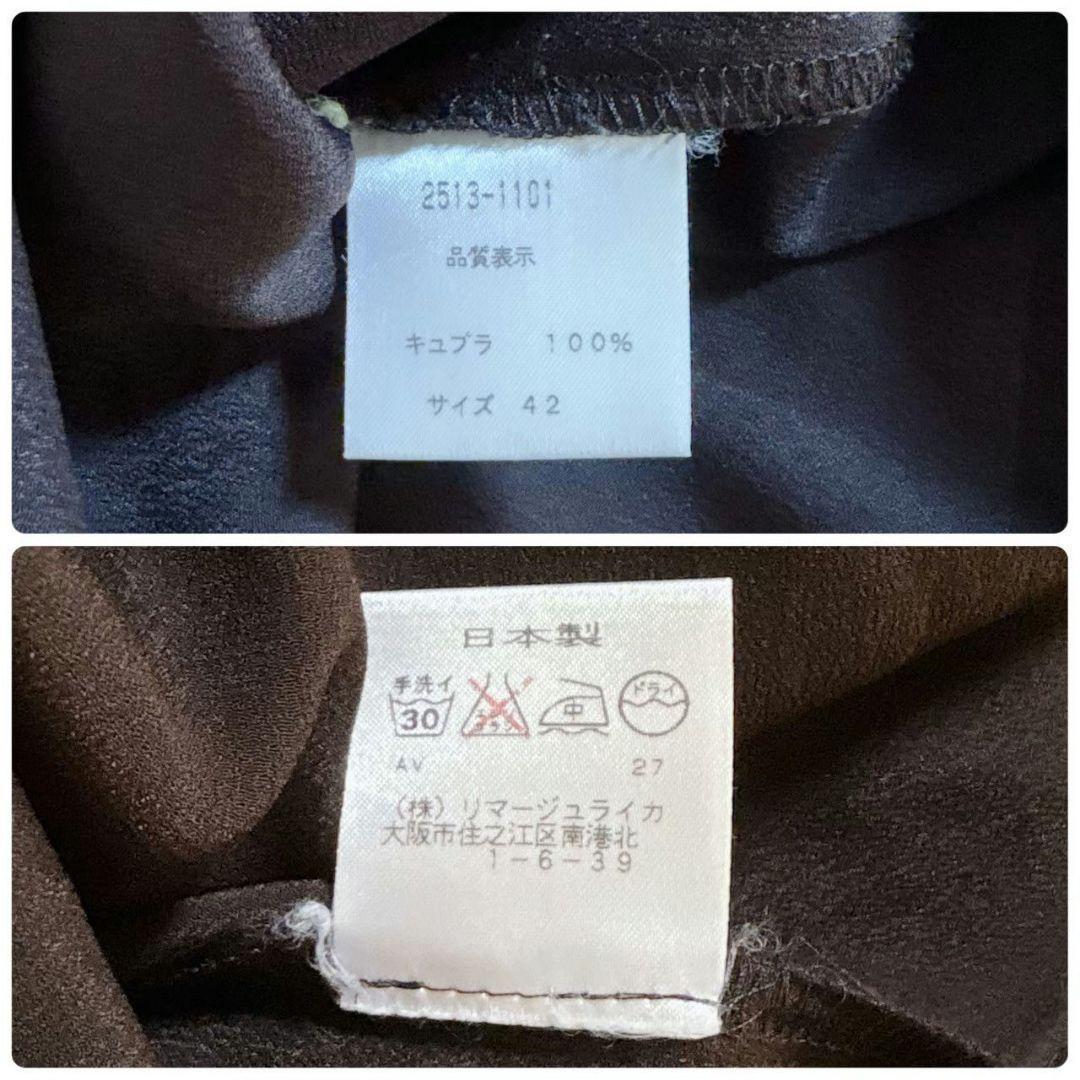 2513-1101
品質表示
キュプラ 100%
サイズ 42
日本製
手洗イ
30
中
ドライ
AV 27
(株) リマージュライカ
大阪市住之江区南港北
1-6-39